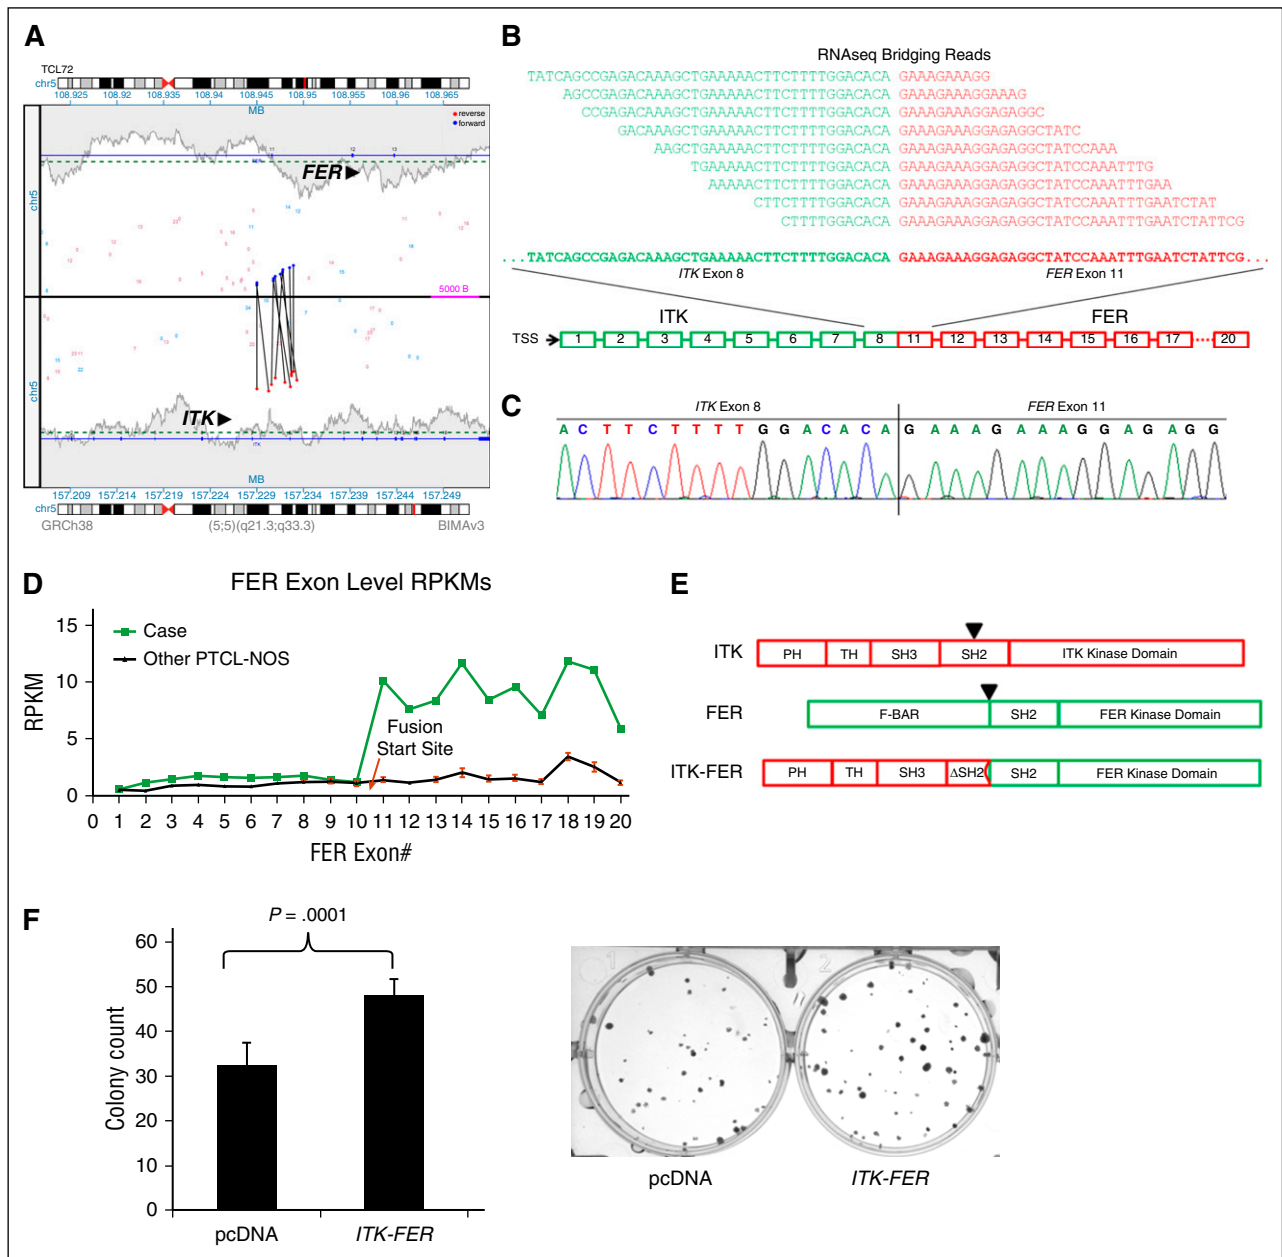 A
TCL72
chr5
108.925 108.92 108.935 108.94 108.945 108.95 108.955 108.96 108.965
MB
reverse
forward
11 12 13
FER
chr5
5000 B
chr5
ITK
ITK
MB
157.209 157.214 157.219 157.224 157.229 157.234 157.239 157.244 157.249
chr5
GRCh38 (5;5)(q21.3;q33.3) BIMAv3
B
RNAseq Bridging Reads
TATCAGCCGAGACAAAGCTGAAAAACTTCTTTTGGACACA GAAAGAAAGG
AGCCGAGACAAAGCTGAAAAACTTCTTTTGGACACA GAAAGAAAGGAAAG
CCGAGACAAAGCTGAAAAACTTCTTTTGGACACA GAAAGAAAGGAGAGGC
GACAAAGCTGAAAAACTTCTTTTGGACACA GAAAGAAAGGAGAGGCTATC
AAGCTGAAAAACTTCTTTTGGACACA GAAAGAAAGGAGAGGCTATCCAAA
TGAAAAACTTCTTTTGGACACA GAAAGAAAGGAGAGGCTATCCAAATTTG
AAAAACTTCTTTTGGACACA GAAAGAAAGGAGAGGCTATCCAAATTTGAA
CTTCTTTTGGACACA GAAAGAAAGGAGAGGCTATCCAAATTTGAATCTAT
CTTTTGGACACA GAAAGAAAGGAGAGGCTATCCAAATTTGAATCTATTCG
...TATCAGCCGAGACAAAGCTGAAAAACTTCTTTTGGACACA GAAAGAAAGGAGAGGCTATCCAAATTTGAATCTATTCG...
ITK Exon 8 FER Exon 11
ITK FER
TSS 1 2 3 4 5 6 7 8 11 12 13 14 15 16 17 20
C
ITK Exon 8 FER Exon 11
A C T T C T T T T G G A C A C A G A A A G A A A G G A G A G G
D
FER Exon Level RPKMs
15
Case
Other PTCL-NOS
10
RPKM
Fusion
Start Site
5
0
0 1 2 3 4 5 6 7 8 9 10 11 12 13 14 15 16 17 18 19 20
FER Exon#
E
ITK PH TH SH3 SH2 ITK Kinase Domain
FER F-BAR SH2 FER Kinase Domain
ITK-FER PH TH SH3 ΔSH2 SH2 FER Kinase Domain
F
P = .0001
60
50
40
30
20
10
0
Colony count
pcDNA ITK-FER
1 2
pcDNA ITK-FER